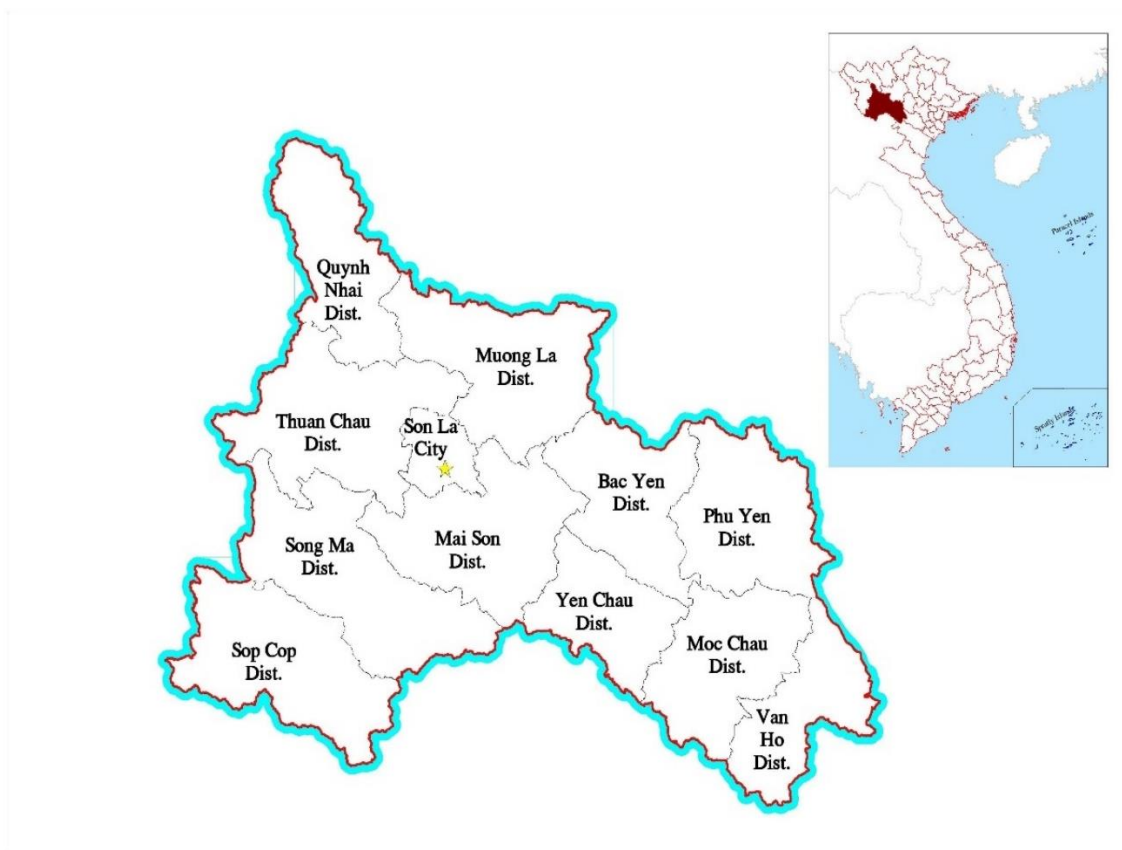 Quynh
Nhai
Dist.
Muong La
Dist.
Thuan Chau
Dist.
Son La
City
Bac Yen
Dist.
Phu Yen
Dist.
Song Ma
Dist.
Mai Son
Dist.
Yen Chau
Dist.
Sop Cop
Dist.
Moc Chau
Dist.
Van
Ho
Dist.
Paracel Islands
Spratly Islands